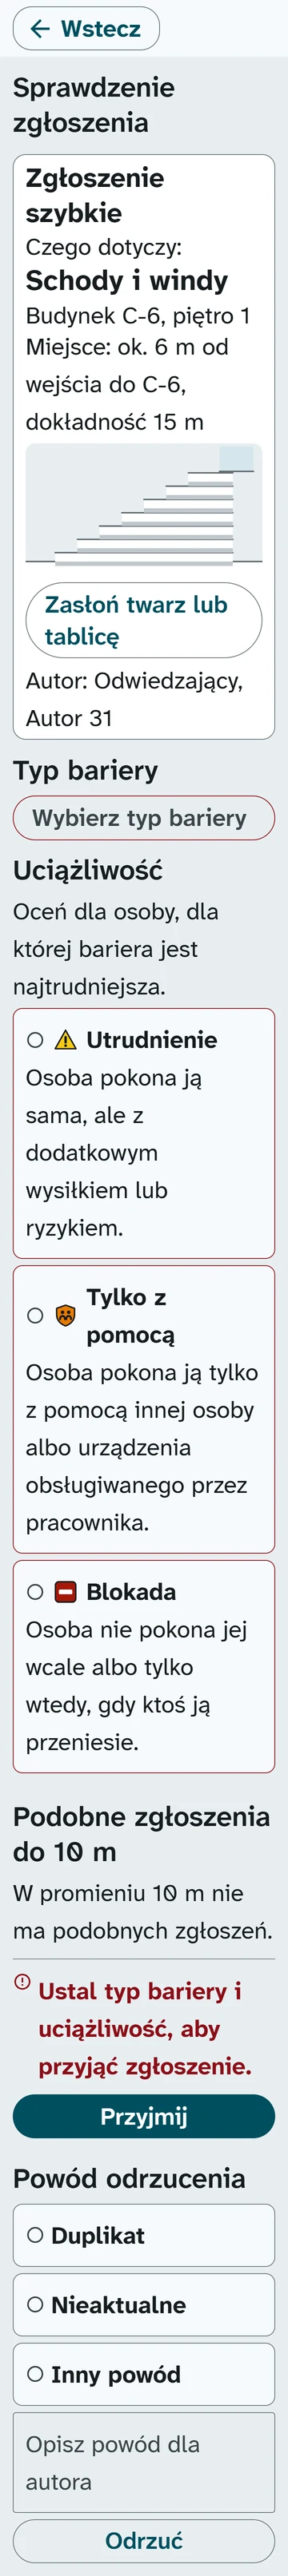 ← Wstecz
Sprawdzenie
zgłoszenia
Zgłoszenie
szybkie
Czego dotyczy:
Schody i windy
Budynek C-6, piętro 1
Miejsce: ok. 6 m od
wejścia do C-6,
dokładność 15 m
Zasłoń twarz lub
tablicę
Autor: Odwiedzający,
Autor 31
Typ bariery
Wybierz typ bariery
Uciążliwość
Oceń dla osoby, dla
której bariera jest
najtrudniejsza.
Utrudnienie
Osoba pokona ją
sama, ale z
dodatkowym
wysiłkiem lub
ryzykiem.
Tylko z
pomocą
Osoba pokona ją tylko
z pomocą innej osoby
albo urządzenia
obsługiwanego przez
pracownika.
Blokada
Osoba nie pokona jej
wcale albo tylko
wtedy, gdy ktoś ją
przeniesie.
Podobne zgłoszenia
do 10 m
W promieniu 10 m nie
ma podobnych zgłoszeń.
Ustal typ bariery i
uciążliwość, aby
przyjąć zgłoszenie.
Przyjmij
Powód odrzucenia
Duplikat
Nieaktualne
Inny powód
Opisz powód dla
autora
Odrzuć